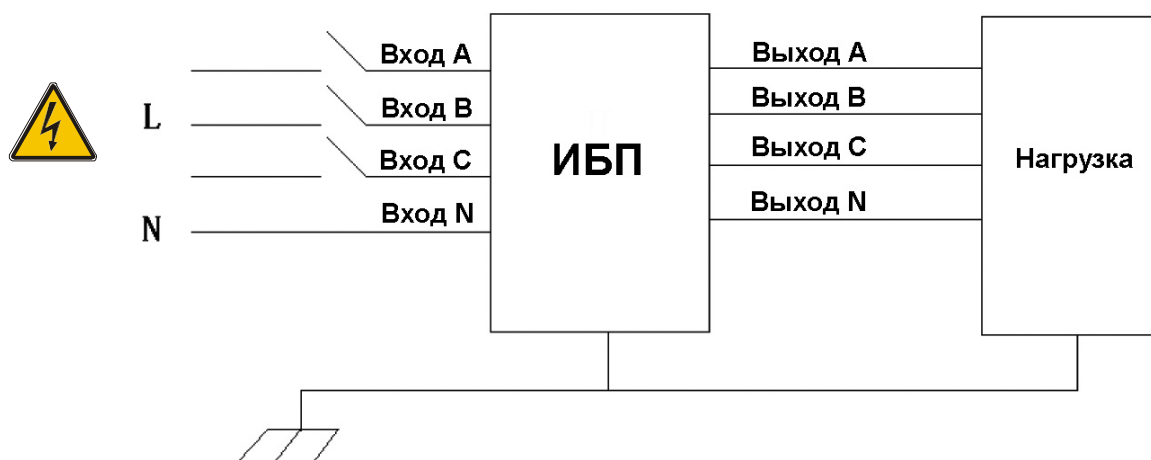 Вход A
Выход A
L
Вход B
Выход B
Вход C
Выход C
ИБП
Нагрузка
N
Вход N
Выход N